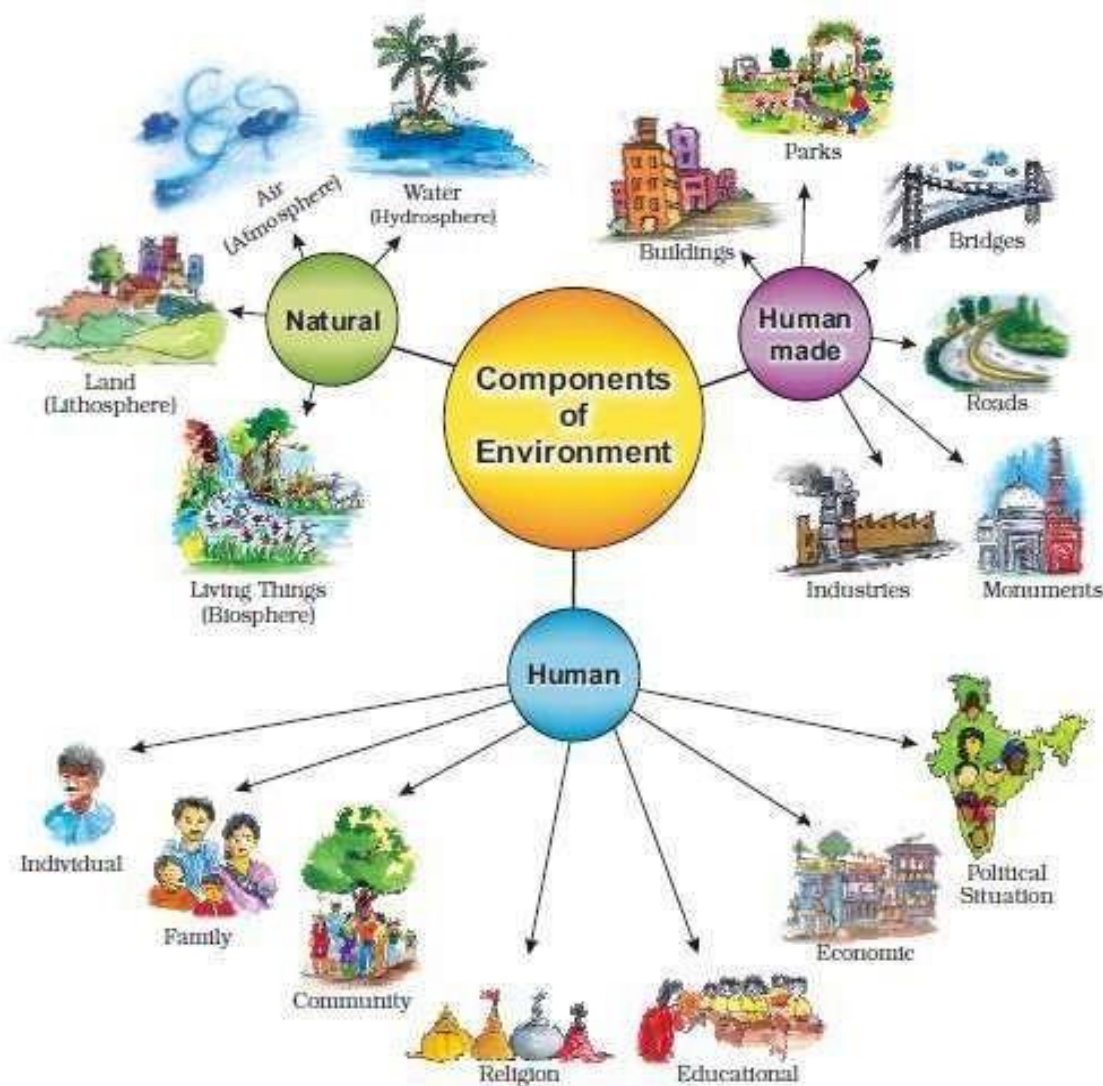 Air
(Atmosphere)
Water
(Hydrosphere)
Land
(Lithosphere)
Living Things
(Biosphere)
Natural
Components
of
Environment
Human
made
Parks
Buildings
Bridges
Roads
Industries
Monuments
Human
Individual
Family
Community
Religion
Educational
Economic
Political
Situation